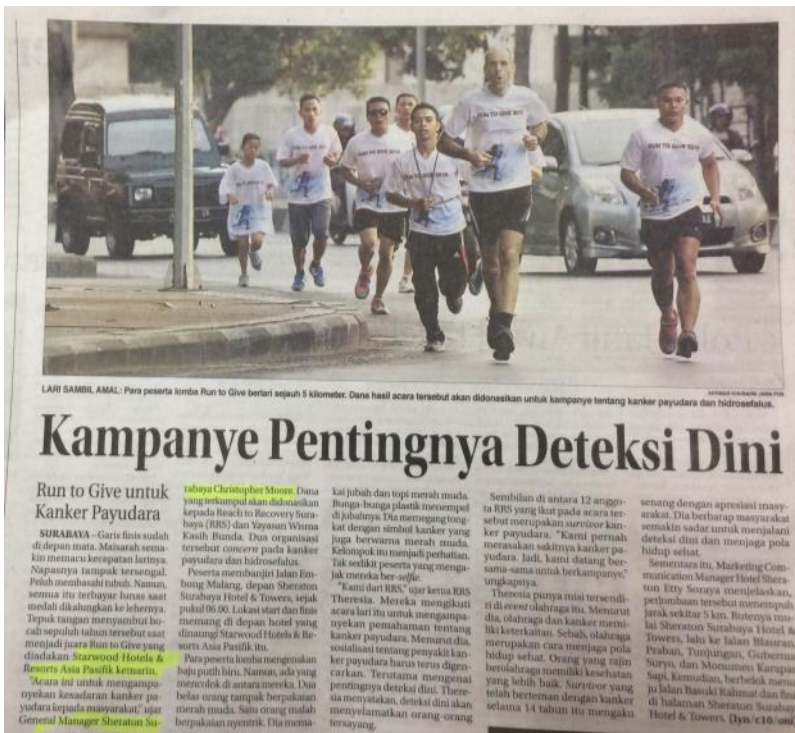 RUN TO GIVE 2015
RUN TO GIVE 2015
LARI SAMBIL AMAL: Para peserta lomba Run to Give berlari sejauh 5 kilometer. Dana hasil acara tersebut akan didonasikan untuk kampanye tentang kanker payudara dan hidrosefalus.
Kampanye Pentingnya Deteksi Dini
Run to Give untuk
Kanker Payudara
SURABAYA – Garis finis sudah
di depan mata. Maisarah sema-
kin memacu kecepatan larinya.
Napasnya tampak tersengal.
Peluh membasahi tubuh. Namun,
semua itu terbayar lunas saat
medali dikalungkan ke lehernya.
Tepuk tangan menyambut bo-
cah sepuluh tahun tersebut saat
menjadi juara Run to Give yang
diadakan Starwood Hotels &
Resorts Asia Pasifik kemarin.
"Acara ini untuk mengampa-
nyekan kesadaran kanker pa-
yudara kepada masyarakat," ujar
General Manager Sheraton Su-
rabaya Christopher Moore. Dana
yang terkumpul akan didonasikan
kepada Reach to Recovery Sura-
baya (RRS) dan Yayasan Wisma
Kasih Bunda. Dua organisasi
tersebut concern pada kanker
payudara dan hidrosefalus.
Peserta membanjiri Jalan Em-
bong Malang, depan Sheraton
Surabaya Hotel & Towers, sejak
pukul 06.00. Lokasi start dan finis
memang di depan hotel yang
dinaungi Starwood Hotels & Re-
sorts Asia Pasifik itu.
Para peserta lomba mengenakan
baju putih biru. Namun, ada yang
mencolok di antara mereka. Dua
belas orang tampak berpakaian
merah muda. Satu orang malah
berpakaian nyentrik. Dia mema-
kai jubah dan topi merah muda.
Bunga-bunga plastik menempel
di jubahnya. Dia memegang tong-
kat dengan simbol kanker yang
juga berwarna merah muda.
Kelompok itu menjadi perhatian.
Tak sedikit peserta yang menga-
jak mereka ber-selfie.
"Kami dari RRS," ujar ketua RRS
Theresia. Mereka mengikuti
acara lari itu untuk mengampa-
nyekan pemahaman tentang
kanker payudara. Menurut dia,
sosialisasi tentang penyakit kan-
ker payudara harus terus digen-
carkan. Terutama mengenai
pentingnya deteksi dini. There-
sia menyatakan, deteksi dini akan
menyelamatkan orang-orang
tersayang.
Sembilan di antara 12 anggo-
ta RRS yang ikut pada acara ter-
sebut merupakan survivor kan-
ker payudara. "Kami pernah
merasakan sakitnya kanker pa-
yudara. Jadi, kami datang ber-
sama-sama untuk berkampanye,"
ungkapnya.
Theresia punya misi tersendi-
ri di event olahraga itu. Menurut
dia, olahraga dan kanker memi-
liki keterkaitan. Sebab, olahraga
merupakan cara menjaga pola
hidup sehat. Orang yang rajin
berolahraga memiliki kesehatan
yang lebih baik. Survivor yang
telah berteman dengan kanker
selama 14 tahun itu mengaku
senang dengan apresiasi masy-
arakat. Dia berharap masyarakat
semakin sadar untuk menjalani
deteksi dini dan menjaga pola
hidup sehat.
Sementara itu, Marketing Com-
munication Manager Hotel Shera-
ton Etty Soraya menjelaskan,
perlombaan tersebut menempuh
jarak sekitar 5 km. Rutenya mu-
lai Sheraton Surabaya Hotel &
Towers, lalu ke Jalan Blauran,
Praban, Tunjungan, Gubernur
Suryo, dan Monumen Karapan
Sapi. Kemudian, berbelok menu-
ju Jalan Basuki Rahmat dan finis
di halaman Sheraton Surabaya
Hotel & Towers.